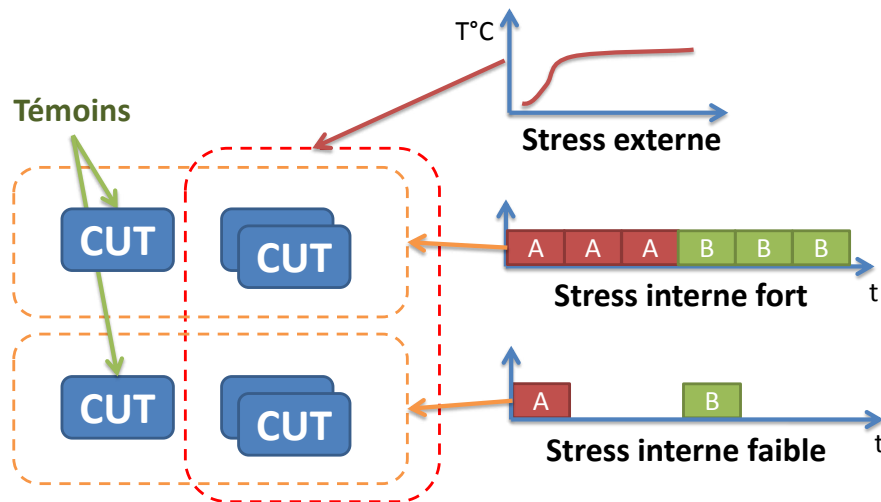 T°C
Stress externe
Témoins
CUT
CUT
A A A B B B
Stress interne fort
t
CUT
CUT
A
B
Stress interne faible
t